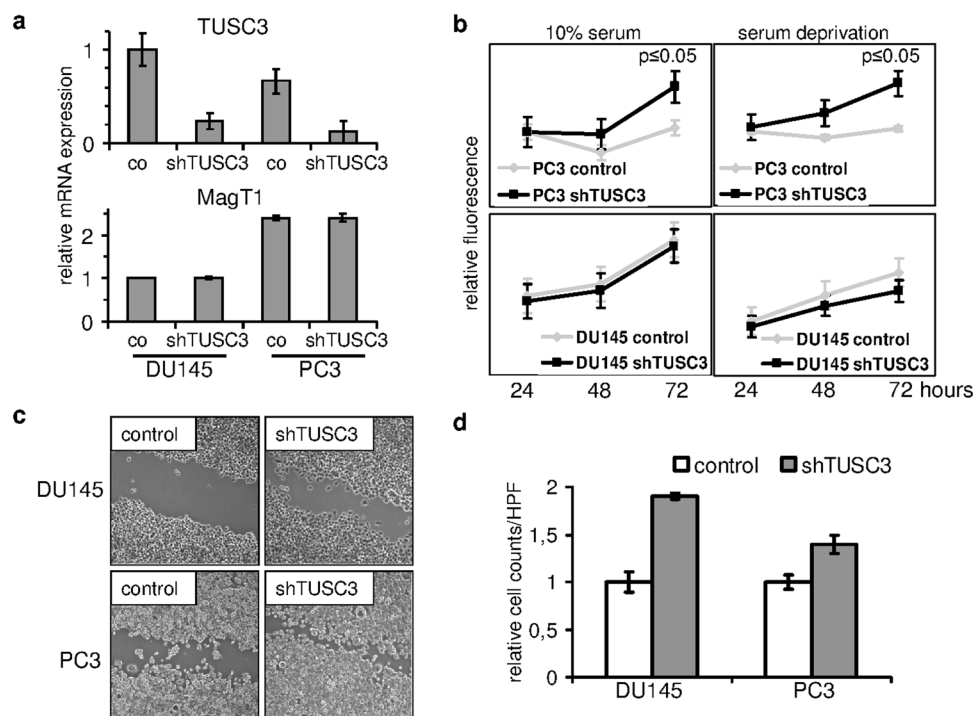 a
TUSC3
relative mRNA expression
1
0
co
shTUSC3
co
shTUSC3
MagT1
2
1
0
co
shTUSC3
co
shTUSC3
DU145
PC3
b
10% serum
serum deprivation
relative fluorescence
p≤0.05
PC3 control
PC3 shTUSC3
p≤0.05
PC3 control
PC3 shTUSC3
DU145 control
DU145 shTUSC3
DU145 control
DU145 shTUSC3
24
48
72
24
48
72 hours
c
DU145
control
shTUSC3
PC3
control
shTUSC3
d
control
shTUSC3
relative cell counts/HPF
2
1,5
1
0,5
0
DU145
PC3